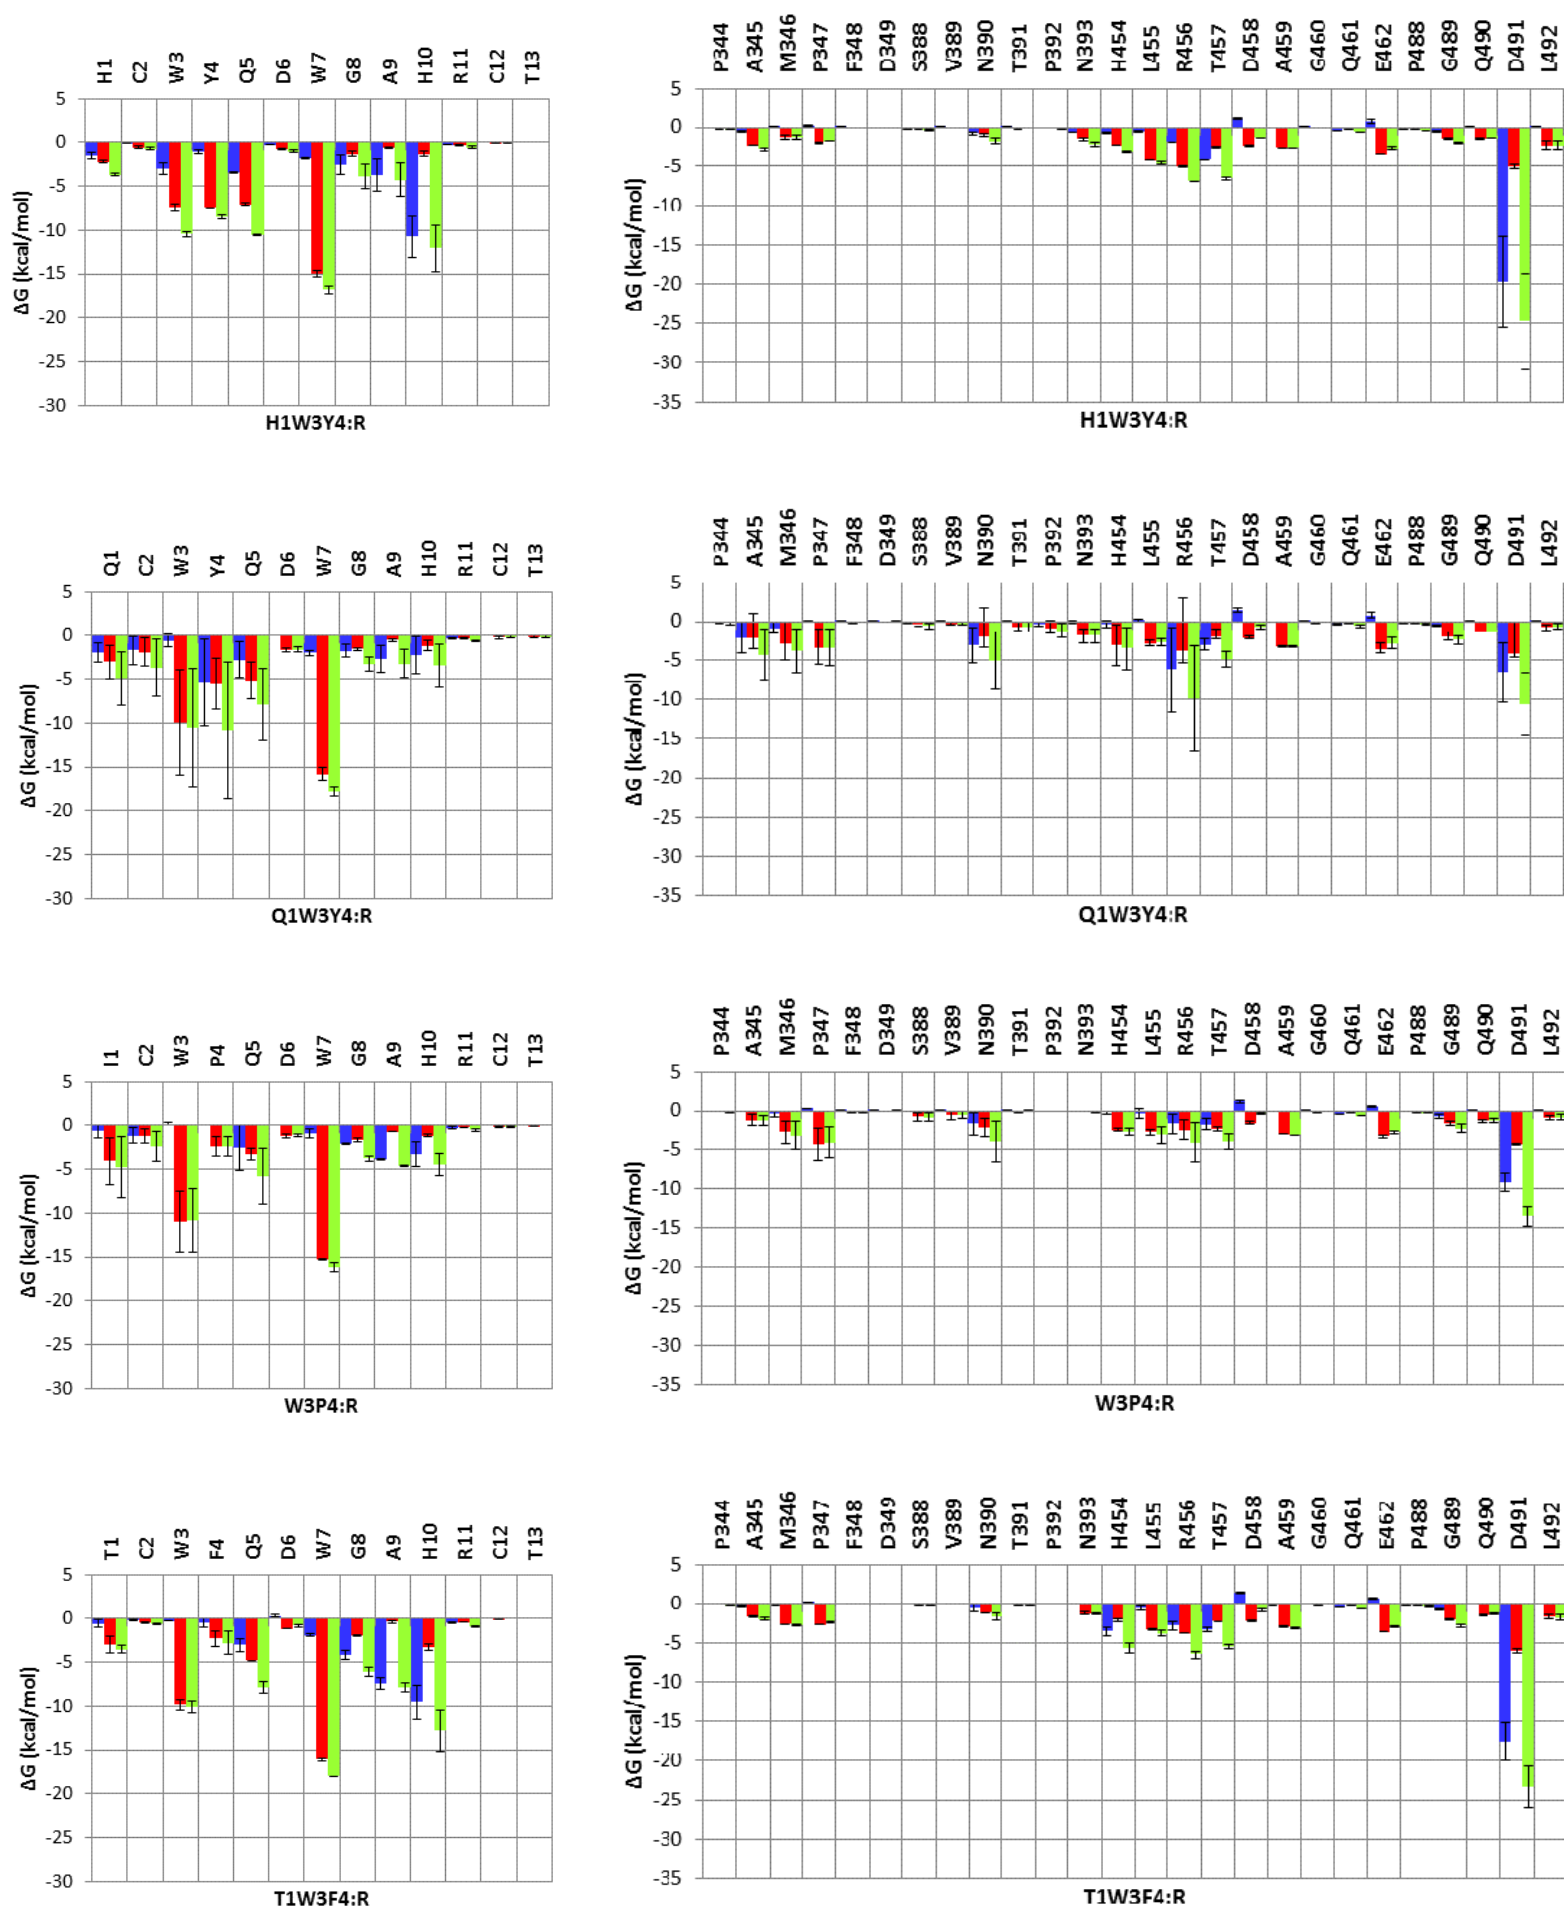 H1 C2 W3 Y4 Q5 D6 W7 G8 A9 H10 R11 C12 T13
5
0
-5
-10
-15
-20
-25
-30
ΔG (kcal/mol)
H1W3Y4:R
P344 A345 M346 P347 F348 D349 S388 V389 N390 T391 P392 N393 H454 L455 R456 T457 D458 A459 G460 Q461 E462 P488 G489 Q490 D491 L492
5
0
-5
-10
-15
-20
-25
-30
-35
ΔG (kcal/mol)
H1W3Y4:R
Q1 C2 W3 Y4 Q5 D6 W7 G8 A9 H10 R11 C12 T13
5
0
-5
-10
-15
-20
-25
-30
ΔG (kcal/mol)
Q1W3Y4:R
P344 A345 M346 P347 F348 D349 S388 V389 N390 T391 P392 N393 H454 L455 R456 T457 D458 A459 G460 Q461 E462 P488 G489 Q490 D491 L492
5
0
-5
-10
-15
-20
-25
-30
-35
ΔG (kcal/mol)
Q1W3Y4:R
I1 C2 W3 P4 Q5 D6 W7 G8 A9 H10 R11 C12 T13
5
0
-5
-10
-15
-20
-25
-30
ΔG (kcal/mol)
W3P4:R
P344 A345 M346 P347 F348 D349 S388 V389 N390 T391 P392 N393 H454 L455 R456 T457 D458 A459 G460 Q461 E462 P488 G489 Q490 D491 L492
5
0
-5
-10
-15
-20
-25
-30
-35
ΔG (kcal/mol)
W3P4:R
T1 C2 W3 F4 Q5 D6 W7 G8 A9 H10 R11 C12 T13
5
0
-5
-10
-15
-20
-25
-30
ΔG (kcal/mol)
T1W3F4:R
P344 A345 M346 P347 F348 D349 S388 V389 N390 T391 P392 N393 H454 L455 R456 T457 D458 A459 G460 Q461 E462 P488 G489 Q490 D491 L492
5
0
-5
-10
-15
-20
-25
-30
-35
ΔG (kcal/mol)
T1W3F4:R